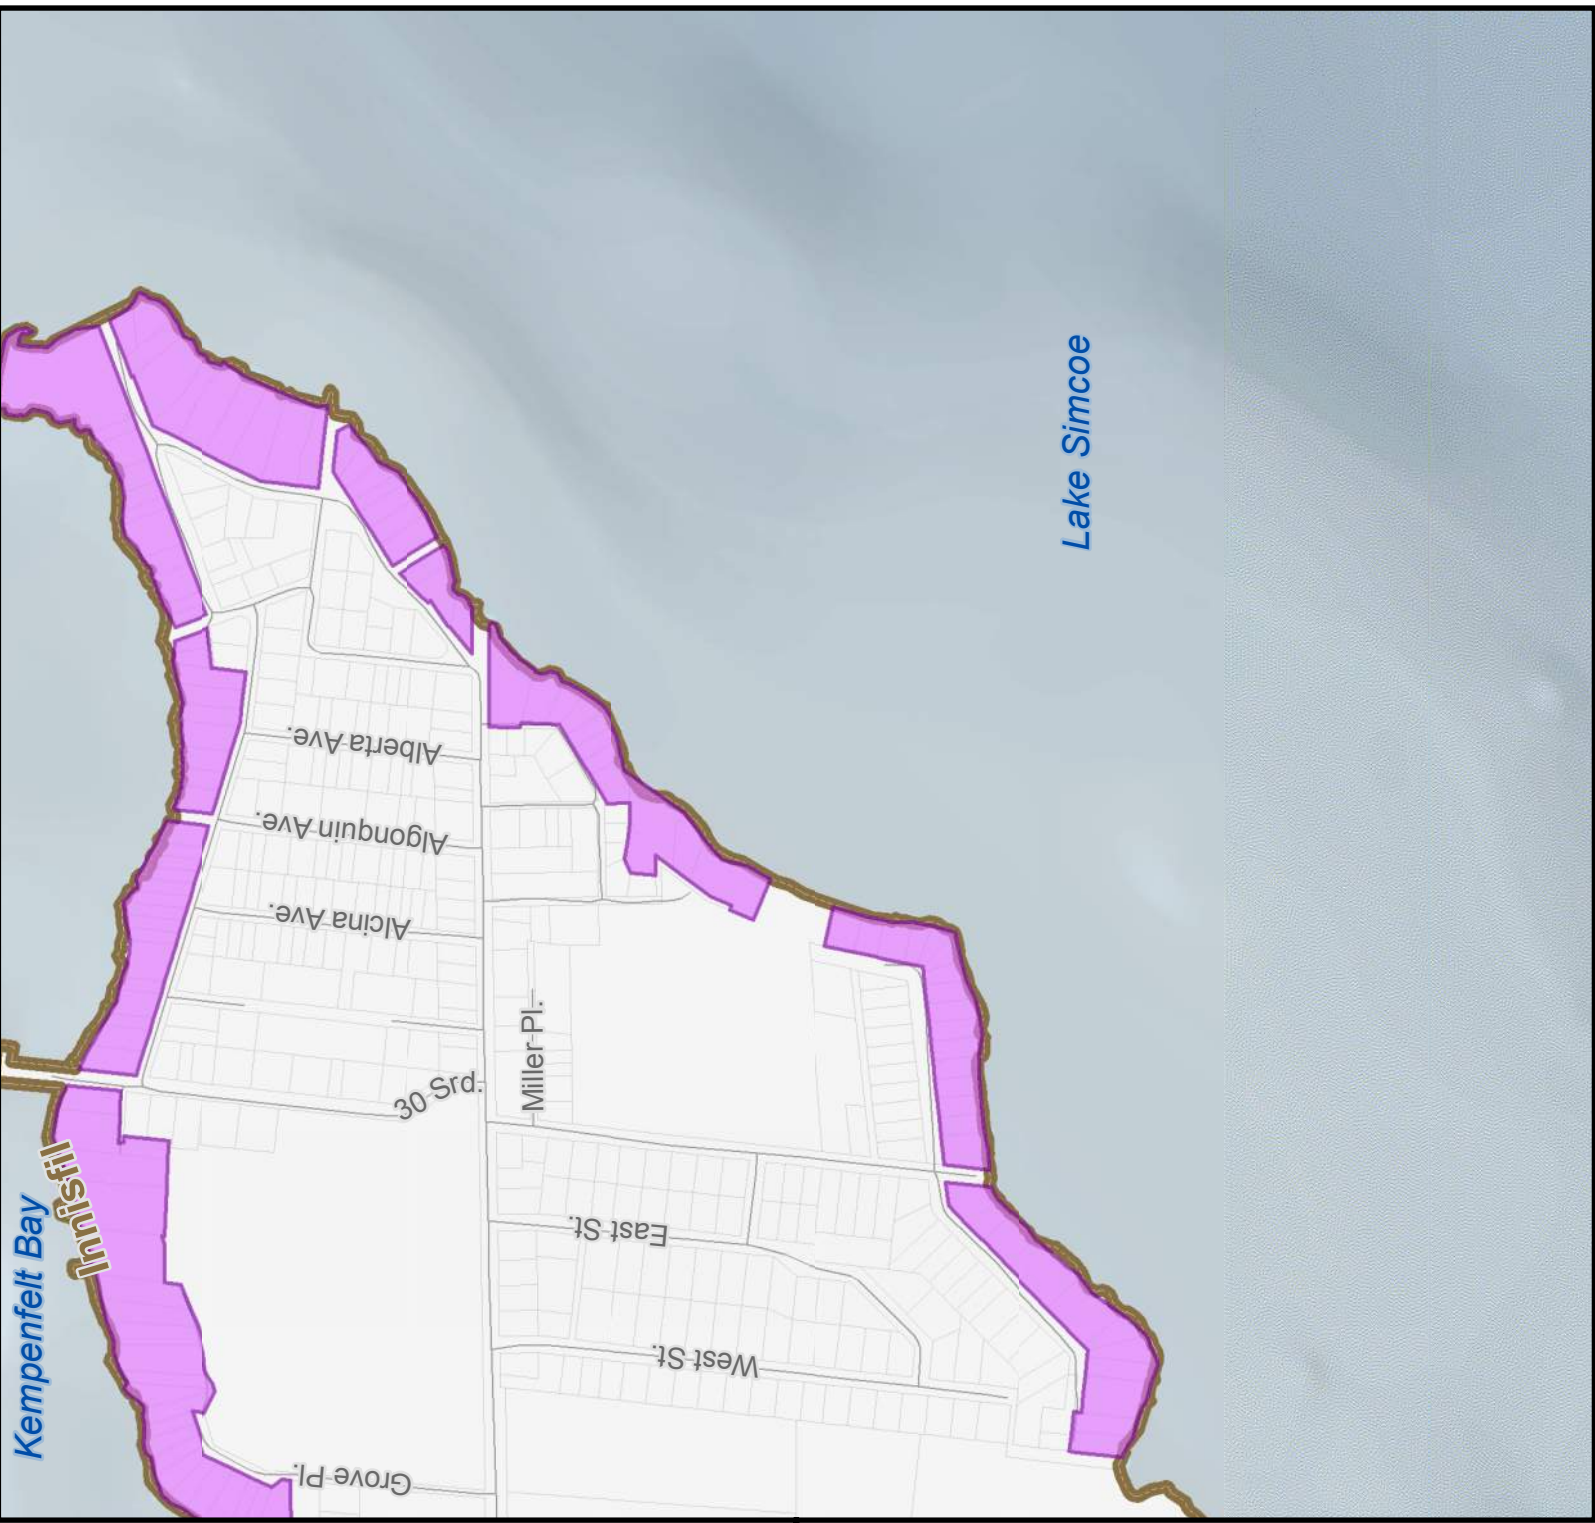 Lake Simcoe
Alberta Ave.
Algonquin Ave.
Alcina Ave.
Miller Pl.
30 Srd.
Innisfil
Kempenfelt Bay
East St.
West St.
Grove Pl.